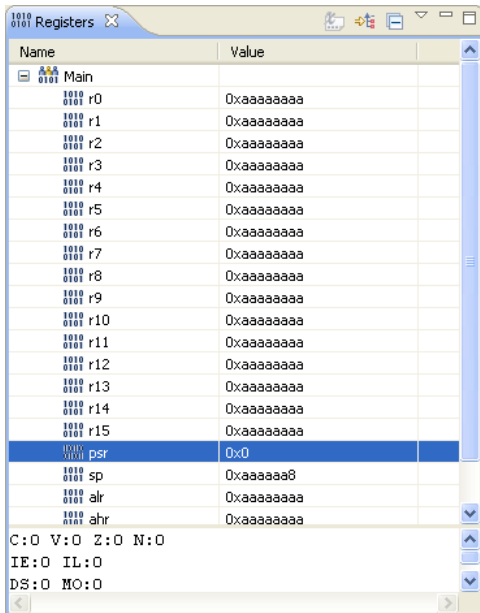 Registers
Name Value
Main
r0 0xaaaaaaaa
r1 0xaaaaaaaa
r2 0xaaaaaaaa
r3 0xaaaaaaaa
r4 0xaaaaaaaa
r5 0xaaaaaaaa
r6 0xaaaaaaaa
r7 0xaaaaaaaa
r8 0xaaaaaaaa
r9 0xaaaaaaaa
r10 0xaaaaaaaa
r11 0xaaaaaaaa
r12 0xaaaaaaaa
r13 0xaaaaaaaa
r14 0xaaaaaaaa
r15 0xaaaaaaaa
psr 0x0
sp 0xaaaaaaa8
alr 0xaaaaaaaa
ahr 0xaaaaaaaa
C:0 V:0 Z:0 N:0
IE:0 IL:0
DS:0 MO:0